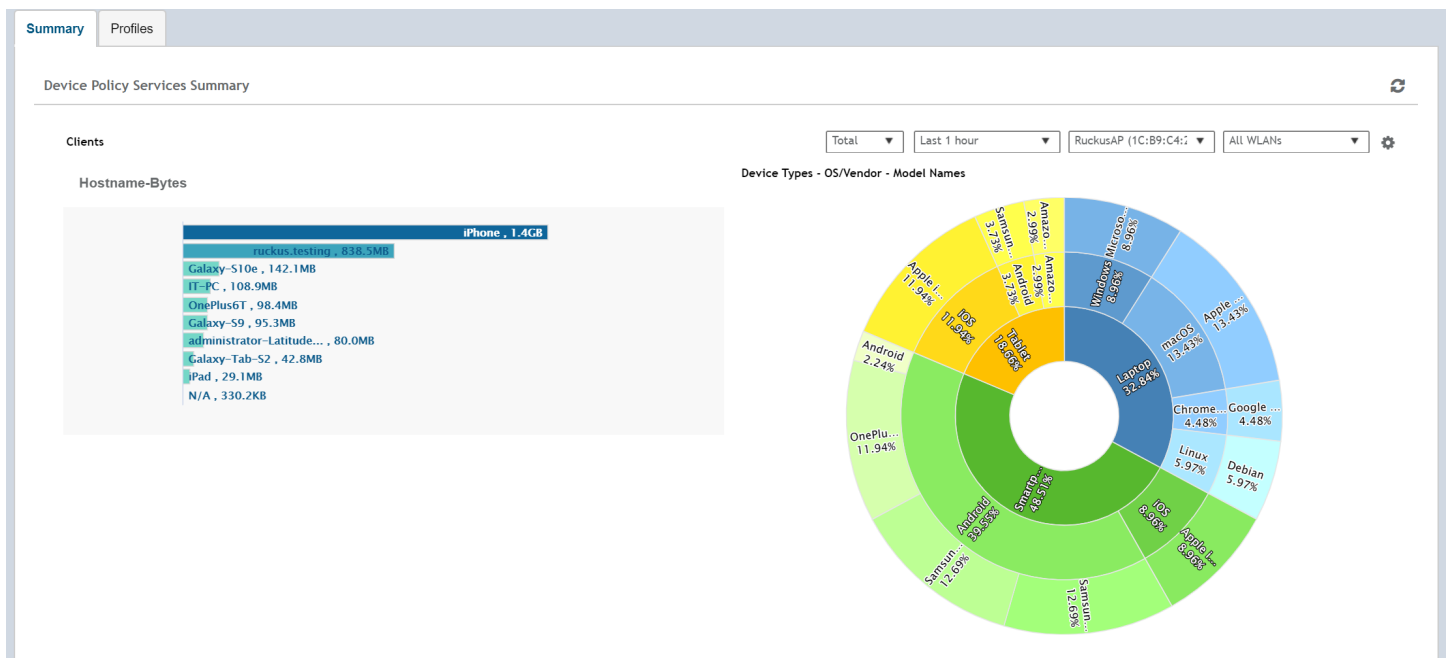 Summary
Profiles
Device Policy Services Summary
Clients
Total
Last 1 hour
RuckusAP (1C:B9:C4:2
All WLANs
Hostname-Bytes
iPhone , 1.4GB
ruckus.testing , 838.5MB
Galaxy-S10e , 142.1MB
IT-PC , 108.9MB
OnePlus6T , 98.4MB
Galaxy-S9 , 95.3MB
administrator-Latitude... , 80.0MB
Galaxy-Tab-S2 , 42.8MB
iPad , 29.1MB
N/A , 330.2KB
Device Types - OS/Vendor - Model Names
Laptop
32.84%
Windows
8.96%
Microso...
8.96%
macOS
13.43%
Apple ...
13.43%
Chrome...
4.48%
Google ...
4.48%
Linux
5.97%
Debian
5.97%
Smartp...
48.51%
iOS
8.96%
Apple i...
8.96%
Android
39.55%
Samsun...
12.69%
Samsun...
12.69%
OnePlu...
11.94%
Android
2.24%
Tablet
18.66%
iOS
11.94%
Apple i...
11.94%
Android
3.73%
Samsun...
3.73%
Amazo...
2.99%
Amazo...
2.99%